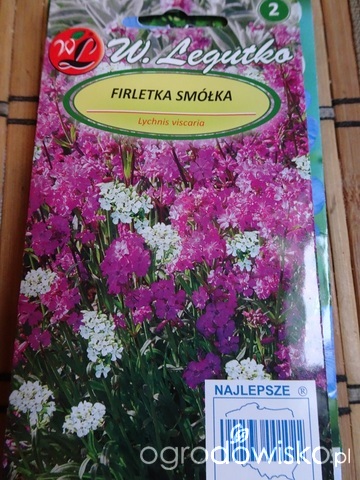 2
W. Legutko
FIRLETKA SMÓŁKA
Lychnis viscaria
NAJLEPSZE ®
ogrodowisko.pl